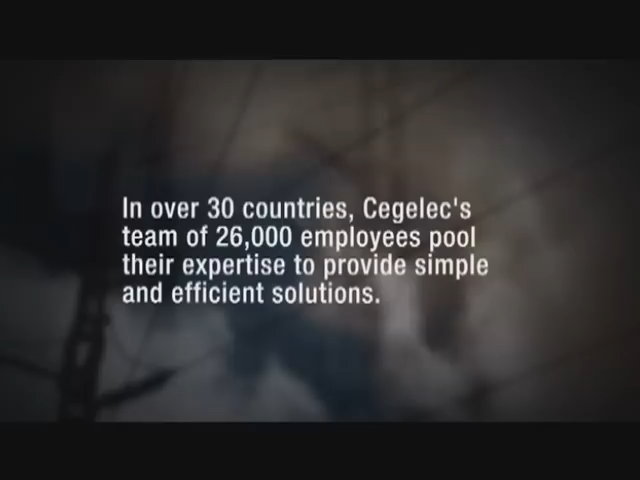 In over 30 countries, Cegelec's
team of 26,000 employees pool
their expertise to provide simple
and efficient solutions.